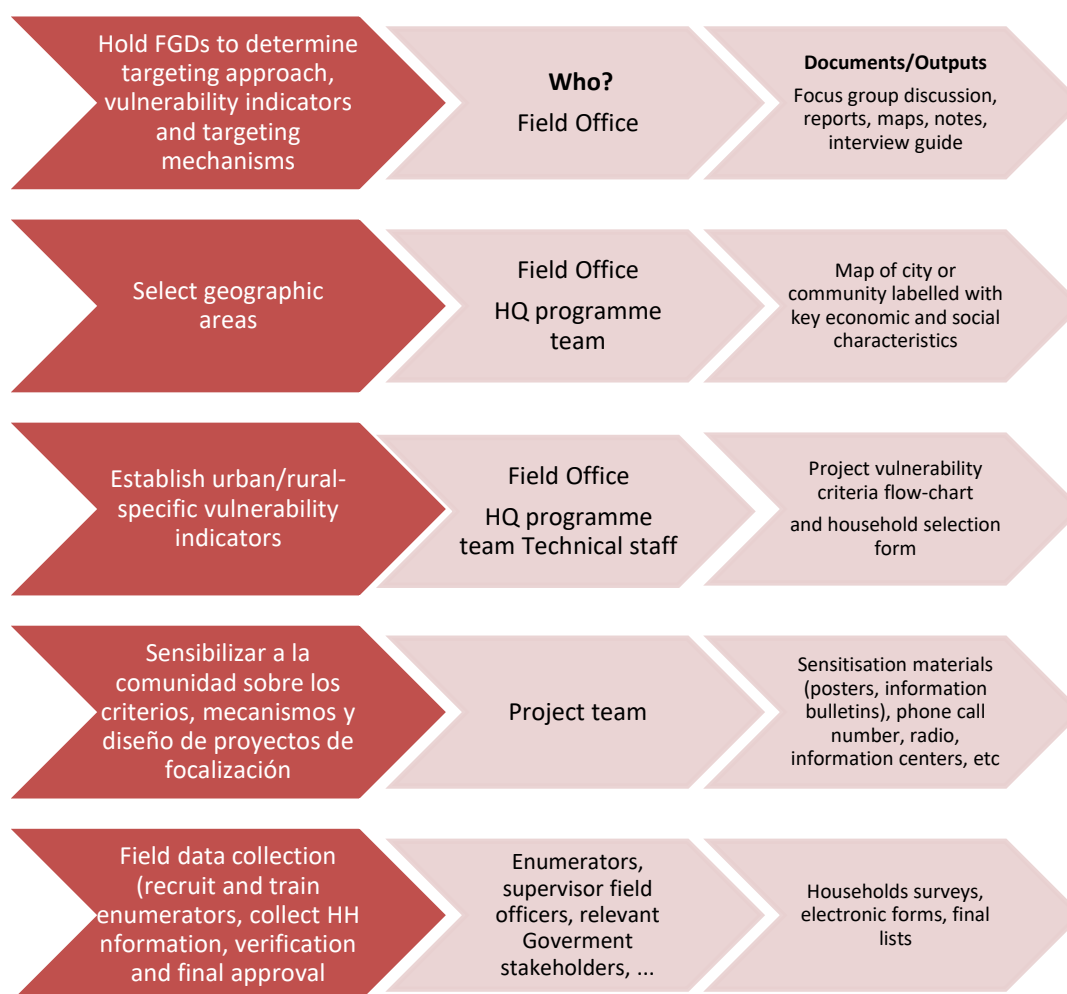 Hold FGDs to determine
targeting approach,
vulnerability indicators
and targeting
mechanisms
Who?
Field Office
Documents/Outputs
Focus group discussion,
reports, maps, notes,
interview guide
Select geographic
areas
Field Office
HQ programme
team
Map of city or
community labelled with
key economic and social
characteristics
Establish urban/rural-
specific vulnerability
indicators
Field Office
HQ programme
team Technical staff
Project vulnerability
criteria flow-chart
and household selection
form
Sensibilizar a la
comunidad sobre los
criterios, mecanismos y
diseño de proyectos de
focalización
Project team
Sensitisation materials
(posters, information
bulletins), phone call
number, radio,
information centers, etc
Field data collection
(recruit and train
enumerators, collect HH
nformation, verification
and final approval
Enumerators,
supervisor field
officers, relevant
Goverment
stakeholders, ...
Households surveys,
electronic forms, final
lists